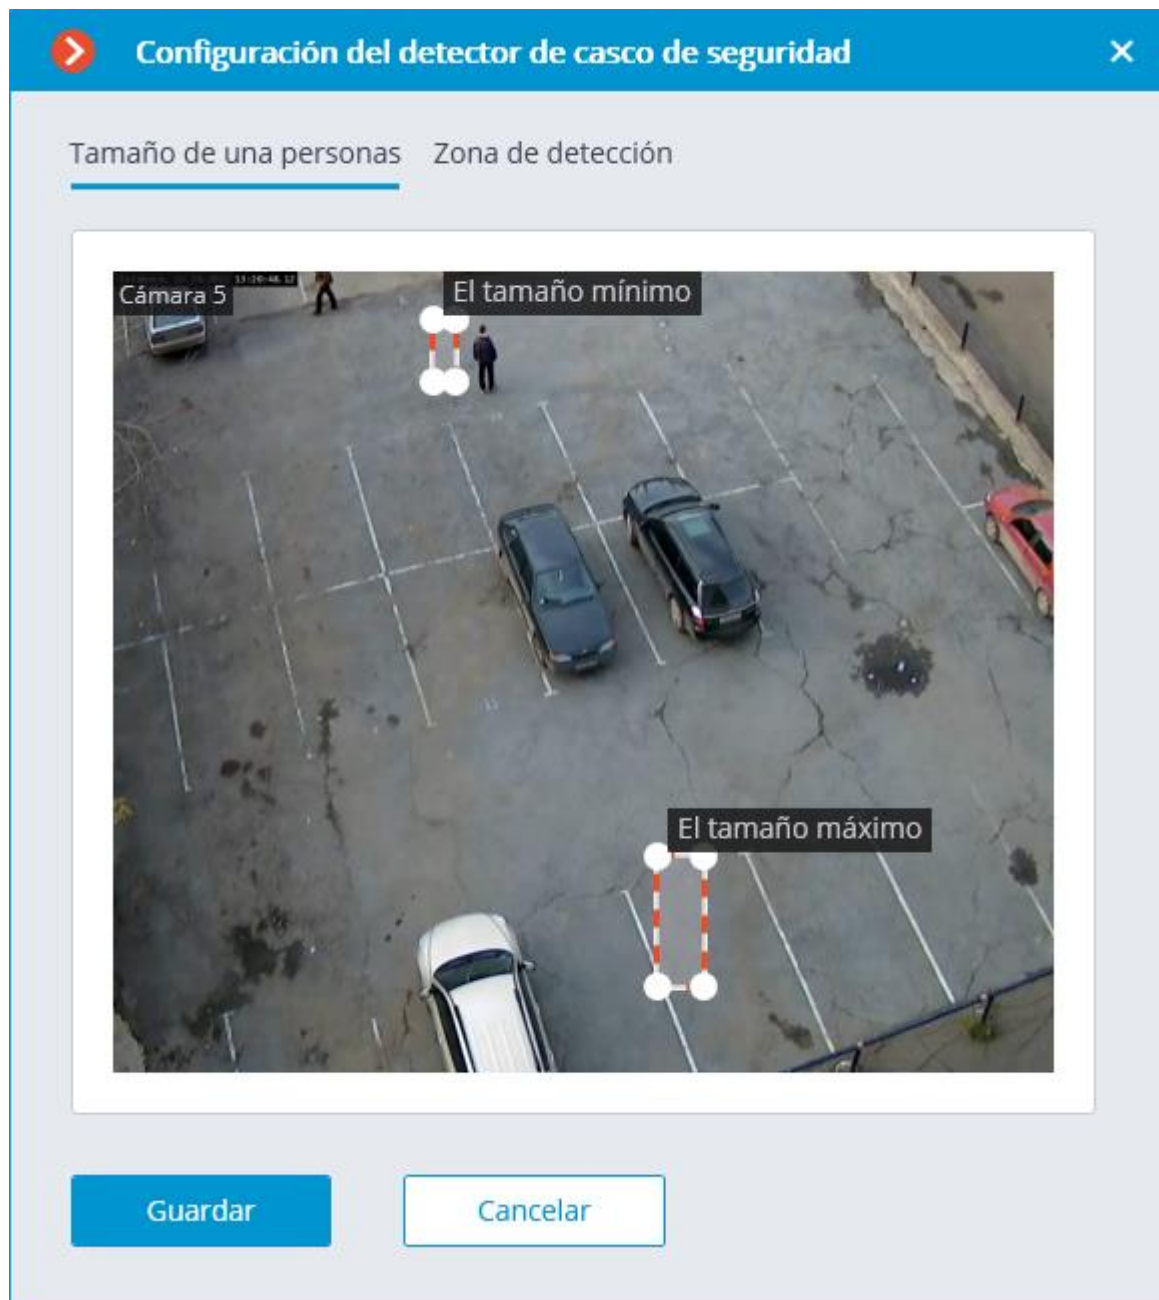 Configuración del detector de casco de seguridad
Tamaño de una personas
Zona de detección
Cámara 5
El tamaño mínimo
El tamaño máximo
Guardar
Cancelar